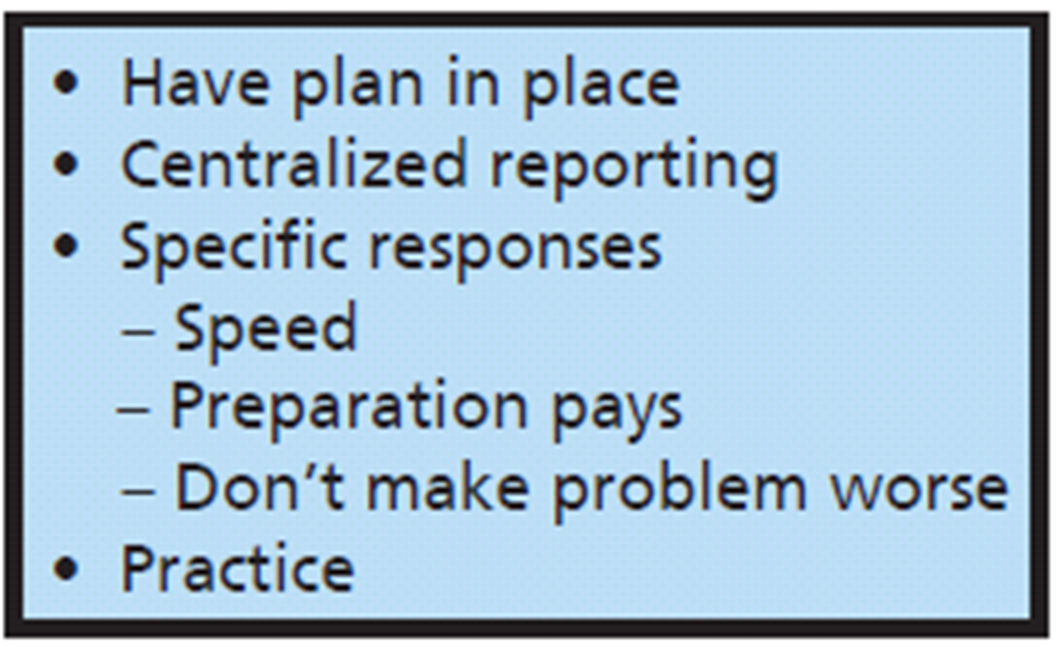 • Have plan in place
• Centralized reporting
• Specific responses
– Speed
– Preparation pays
– Don’t make problem worse
• Practice